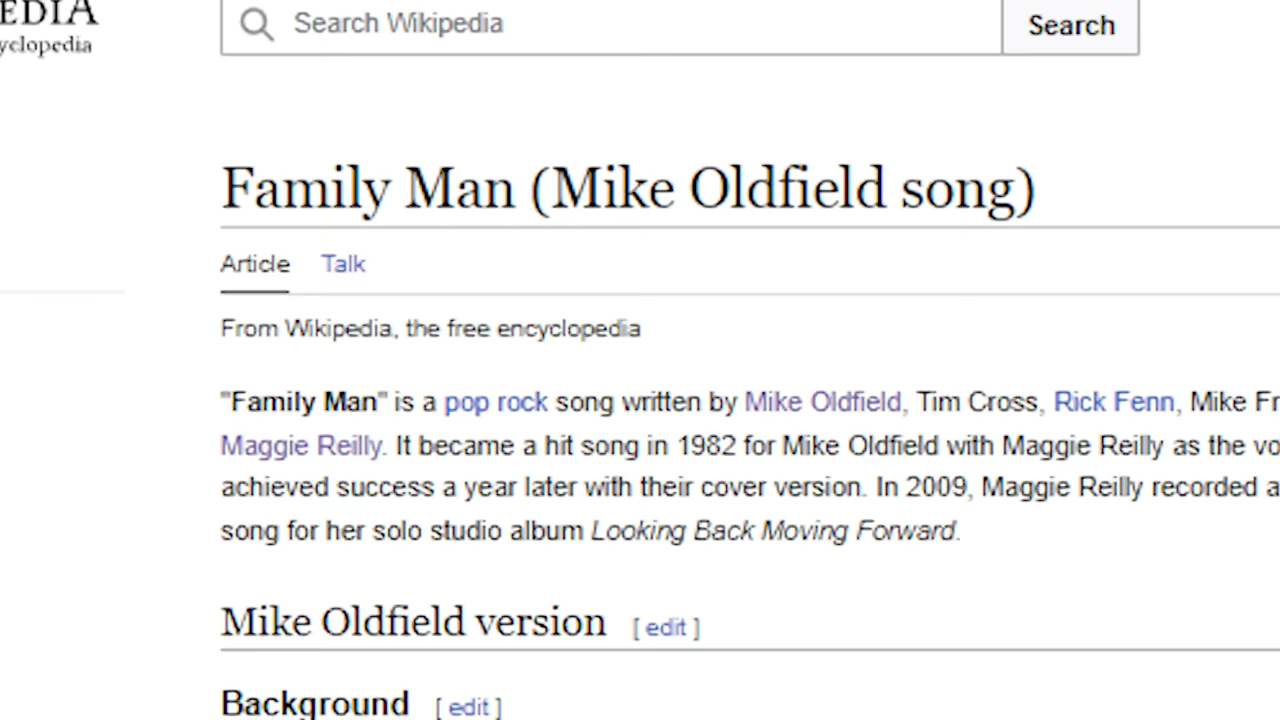 EDIA
yclopedia
Search Wikipedia
Search
Family Man (Mike Oldfield song)
Article Talk
From Wikipedia, the free encyclopedia
"Family Man" is a pop rock song written by Mike Oldfield, Tim Cross, Rick Fenn, Mike Fr
Maggie Reilly. It became a hit song in 1982 for Mike Oldfield with Maggie Reilly as the vo
achieved success a year later with their cover version. In 2009, Maggie Reilly recorded a
song for her solo studio album Looking Back Moving Forward.
Mike Oldfield version [ edit ]
Background [ edit ]